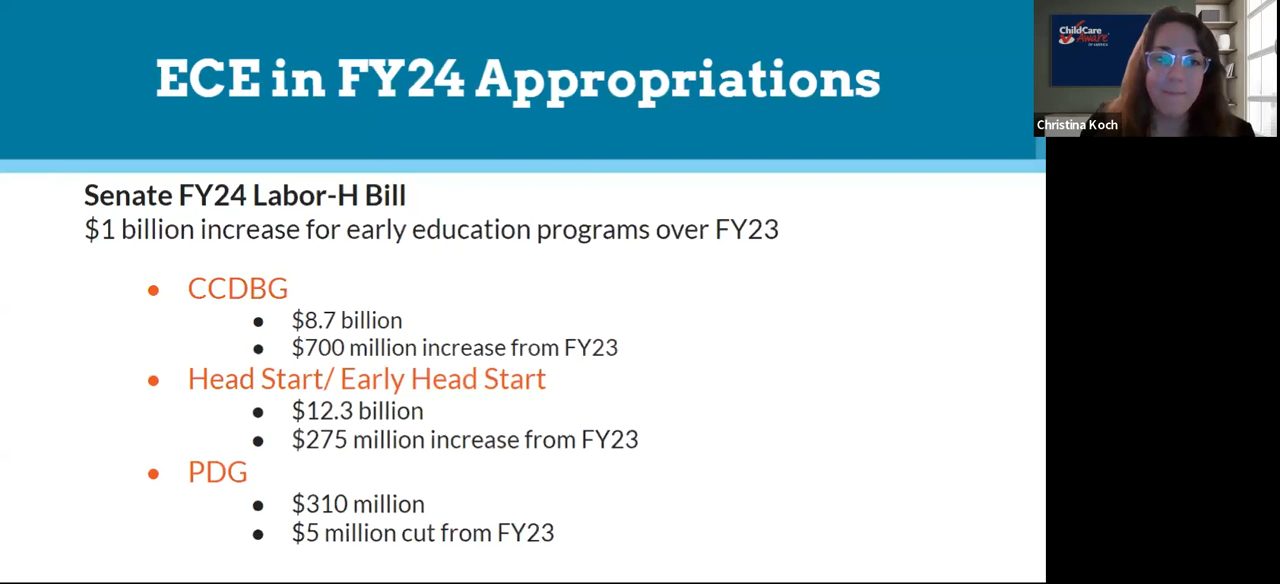 ECE in FY24 Appropriations
ChildCare
Aware
OF AMERICA
Christina Koch
Senate FY24 Labor-H Bill
$1 billion increase for early education programs over FY23
• CCDBG
• $8.7 billion
• $700 million increase from FY23
• Head Start/ Early Head Start
• $12.3 billion
• $275 million increase from FY23
• PDG
• $310 million
• $5 million cut from FY23